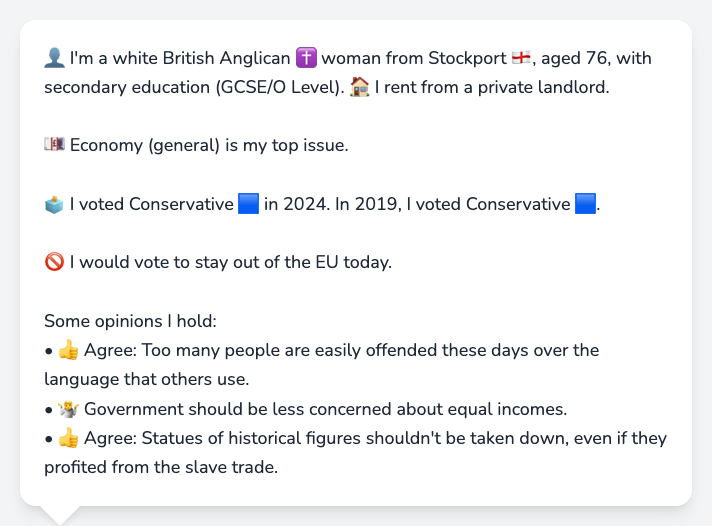 👤 I'm a white British Anglican ✝️ woman from Stockport 🏴󠁧󠁢󠁥󠁮󠁧󠁿, aged 76, with
secondary education (GCSE/O Level). 🏠 I rent from a private landlord.
💷 Economy (general) is my top issue.
🗳️ I voted Conservative 🟦 in 2024. In 2019, I voted Conservative 🟦.
🚫 I would vote to stay out of the EU today.
Some opinions I hold:
• 👍 Agree: Too many people are easily offended these days over the
language that others use.
• 🤷 Government should be less concerned about equal incomes.
• 👍 Agree: Statues of historical figures shouldn't be taken down, even if they
profited from the slave trade.